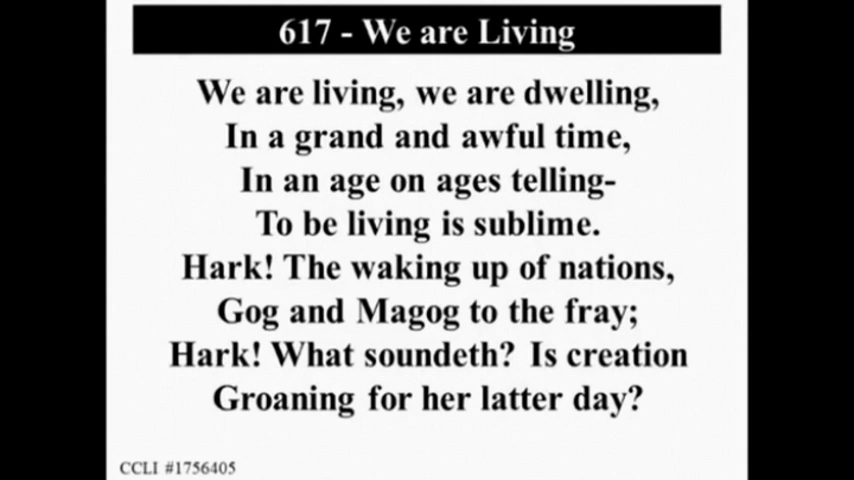 617 - We are Living
We are living, we are dwelling,
In a grand and awful time,
In an age on ages telling-
To be living is sublime.
Hark! The waking up of nations,
Gog and Magog to the fray;
Hark! What soundeth? Is creation
Groaning for her latter day?
CCLI #1756405